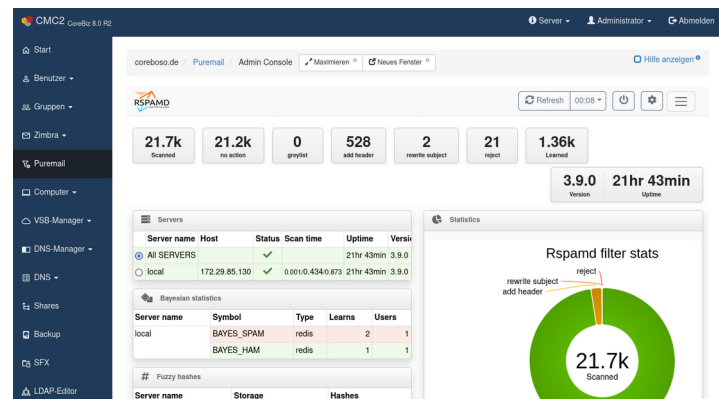 CMC2 CoreBiz 8.0 R2
Server
Administrator
Abmelden
Start
Benutzer
Gruppen
Zimbra
Puremail
Computer
VSB-Manager
DNS-Manager
DNS
Shares
Backup
SFX
LDAP-Editor
coreboso.de / Puremail / Admin Console
Maximieren
Neues Fenster
Hilfe anzeigen
RSPAMD
Refresh 00:08
21.7k
Scanned
21.2k
no action
0
greylist
528
add header
2
rewrite subject
21
reject
1.36k
Learned
3.9.0
Version
21hr 43min
Uptime
Servers
Server name Host Status Scan time Uptime Versi
All SERVERS 21hr 43min 3.9.0
local 172.29.85.130 0.001/0.434/0.873 21hr 43min 3.9.0
Bayesian statistics
Server name Symbol Type Learns Users
local BAYES_SPAM redis 2 1
BAYES_HAM redis 1 1
Fuzzy hashes
Server name Storage Hashes
Statistics
Rspamd filter stats
reject
rewrite subject
add header
21.7k
Scanned